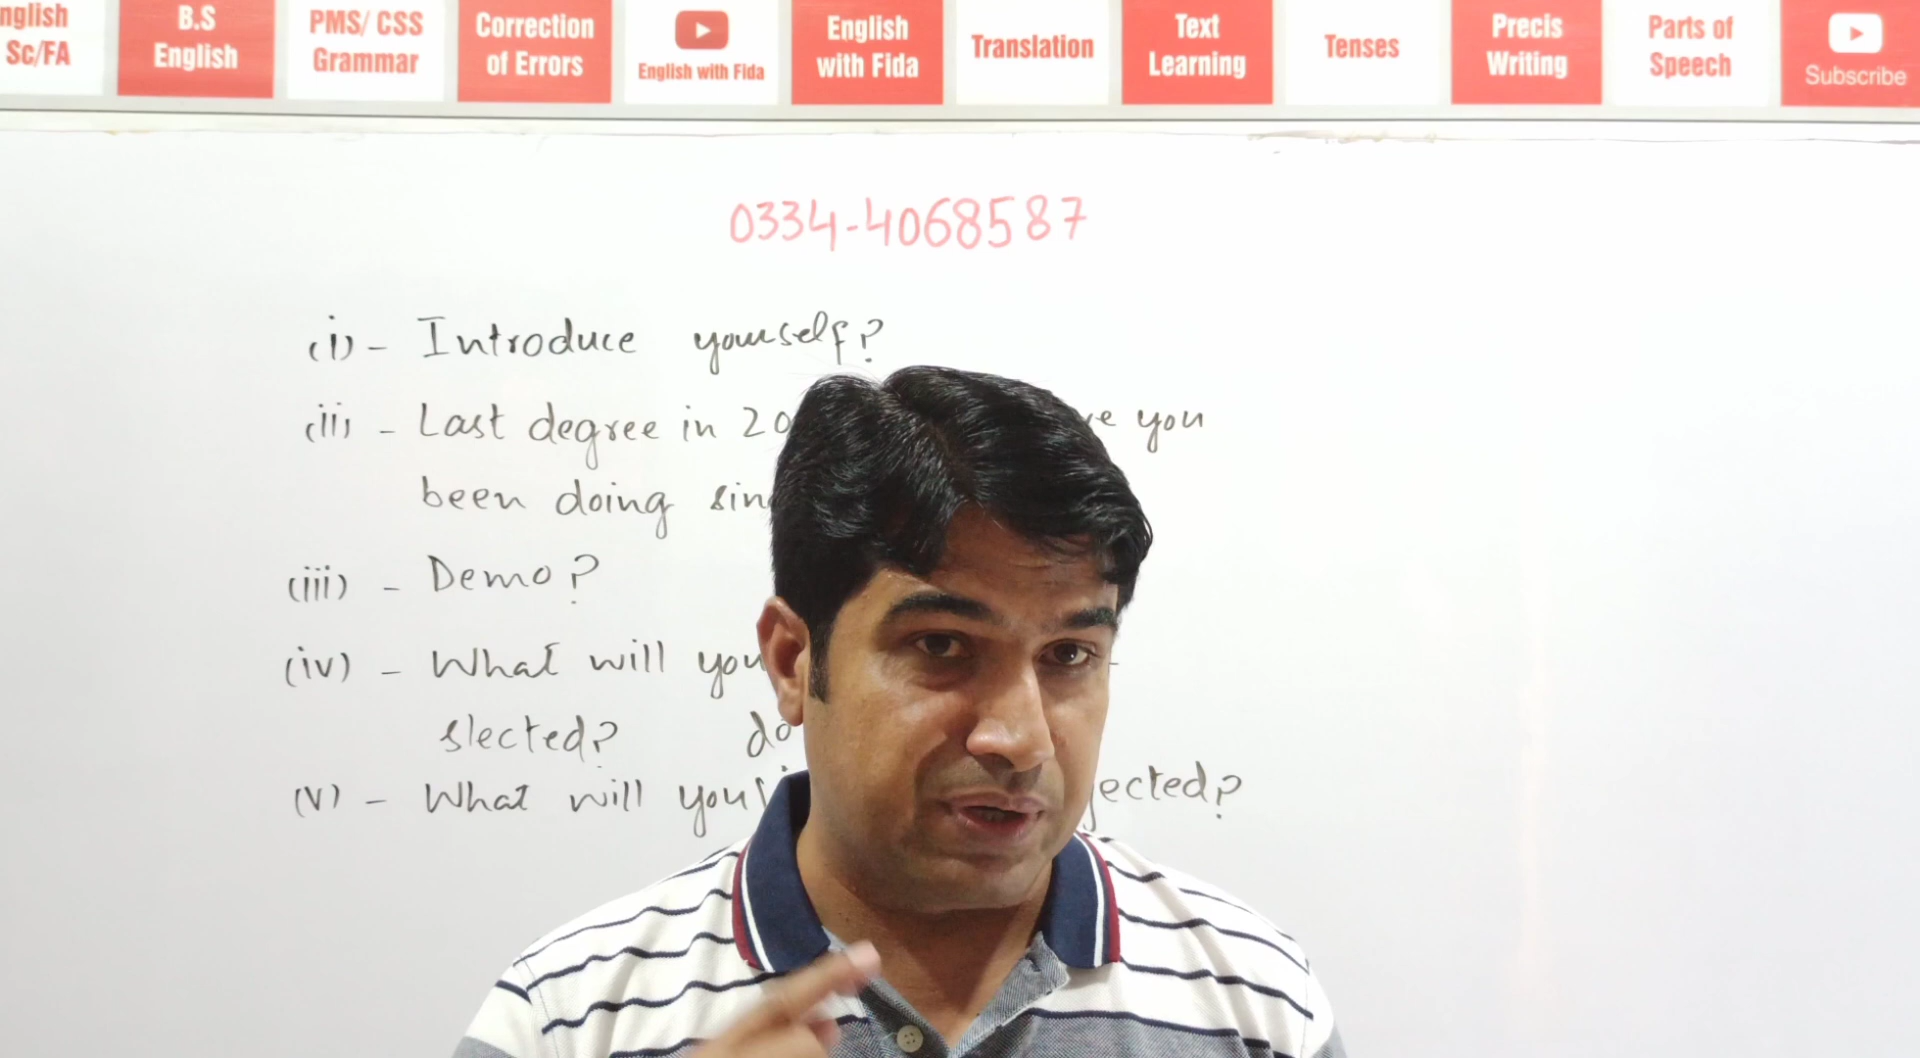 nglish
Sc/FA
B.S
English
PMS/ CSS
Grammar
Correction
of Errors
English with Fida
English
with Fida
Translation
Text
Learning
Tenses
Precis
Writing
Parts of
Speech
Subscribe
0334-4068587
(i) - Introduce yourself?
(ii) - Last degree in 20 you
been doing sin
(iii) - Demo?
(iv) - What will you
slected? do
(v) - What will you ected?